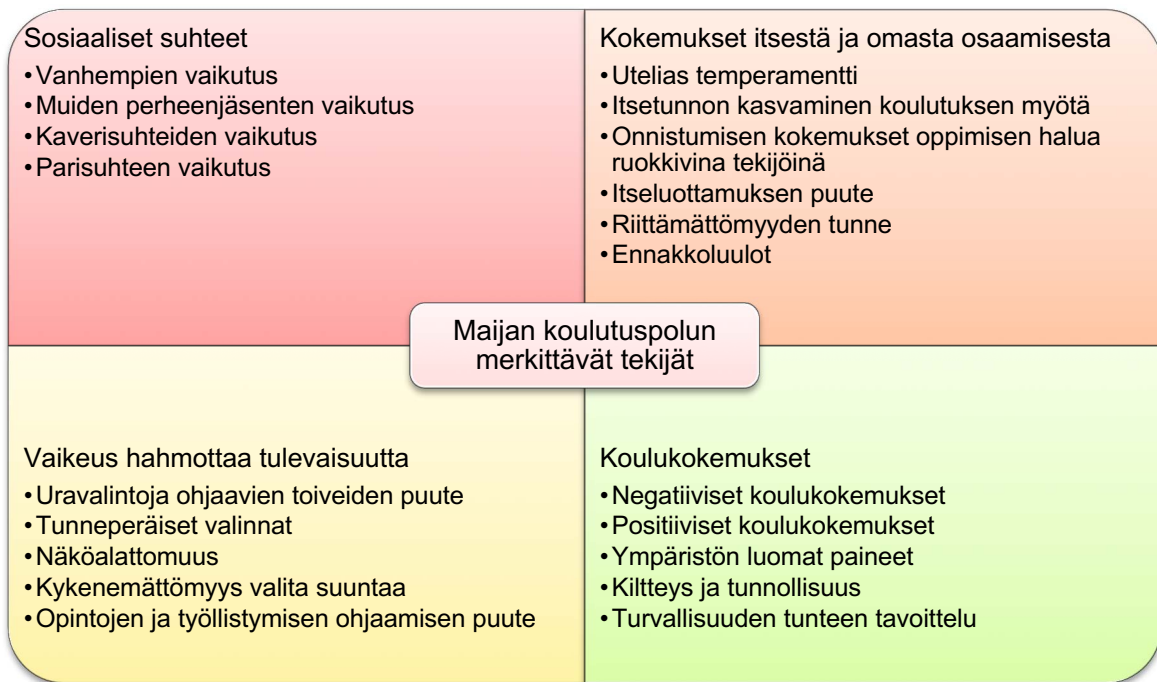 Sosiaaliset suhteet
•Vanhempien vaikutus
•Muiden perheenjäsenten vaikutus
•Kaverisuhteiden vaikutus
•Parisuhteen vaikutus
Kokemukset itsestä ja omasta osaamisesta
•Utelias temperamentti
•Itsetunnon kasvaminen koulutuksen myötä
•Onnistumisen kokemukset oppimisen halua
ruokkivina tekijöinä
•Itseluottamuksen puute
•Riittämättömyyden tunne
•Ennakkoluulot
Maijan koulutuspolun
merkittävät tekijät
Vaikeus hahmottaa tulevaisuutta
•Uravalintoja ohjaavien toiveiden puute
•Tunneperäiset valinnat
•Näköalattomuus
•Kykenemättömyys valita suuntaa
•Opintojen ja työllistymisen ohjaamisen puute
Koulukokemukset
•Negatiiviset koulukokemukset
•Positiiviset koulukokemukset
•Ympäristön luomat paineet
•Kiltteys ja tunnollisuus
•Turvallisuuden tunteen tavoittelu